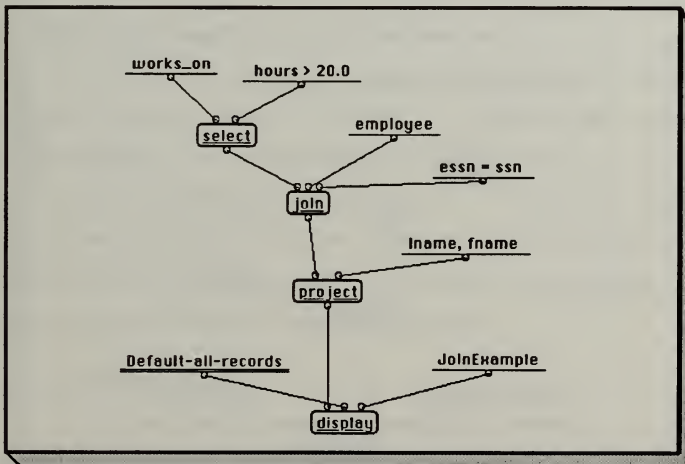 works_on
hours > 20.0
select
employee
essn = ssn
join
lname, fname
project
Default-all-records
JoinExample
display